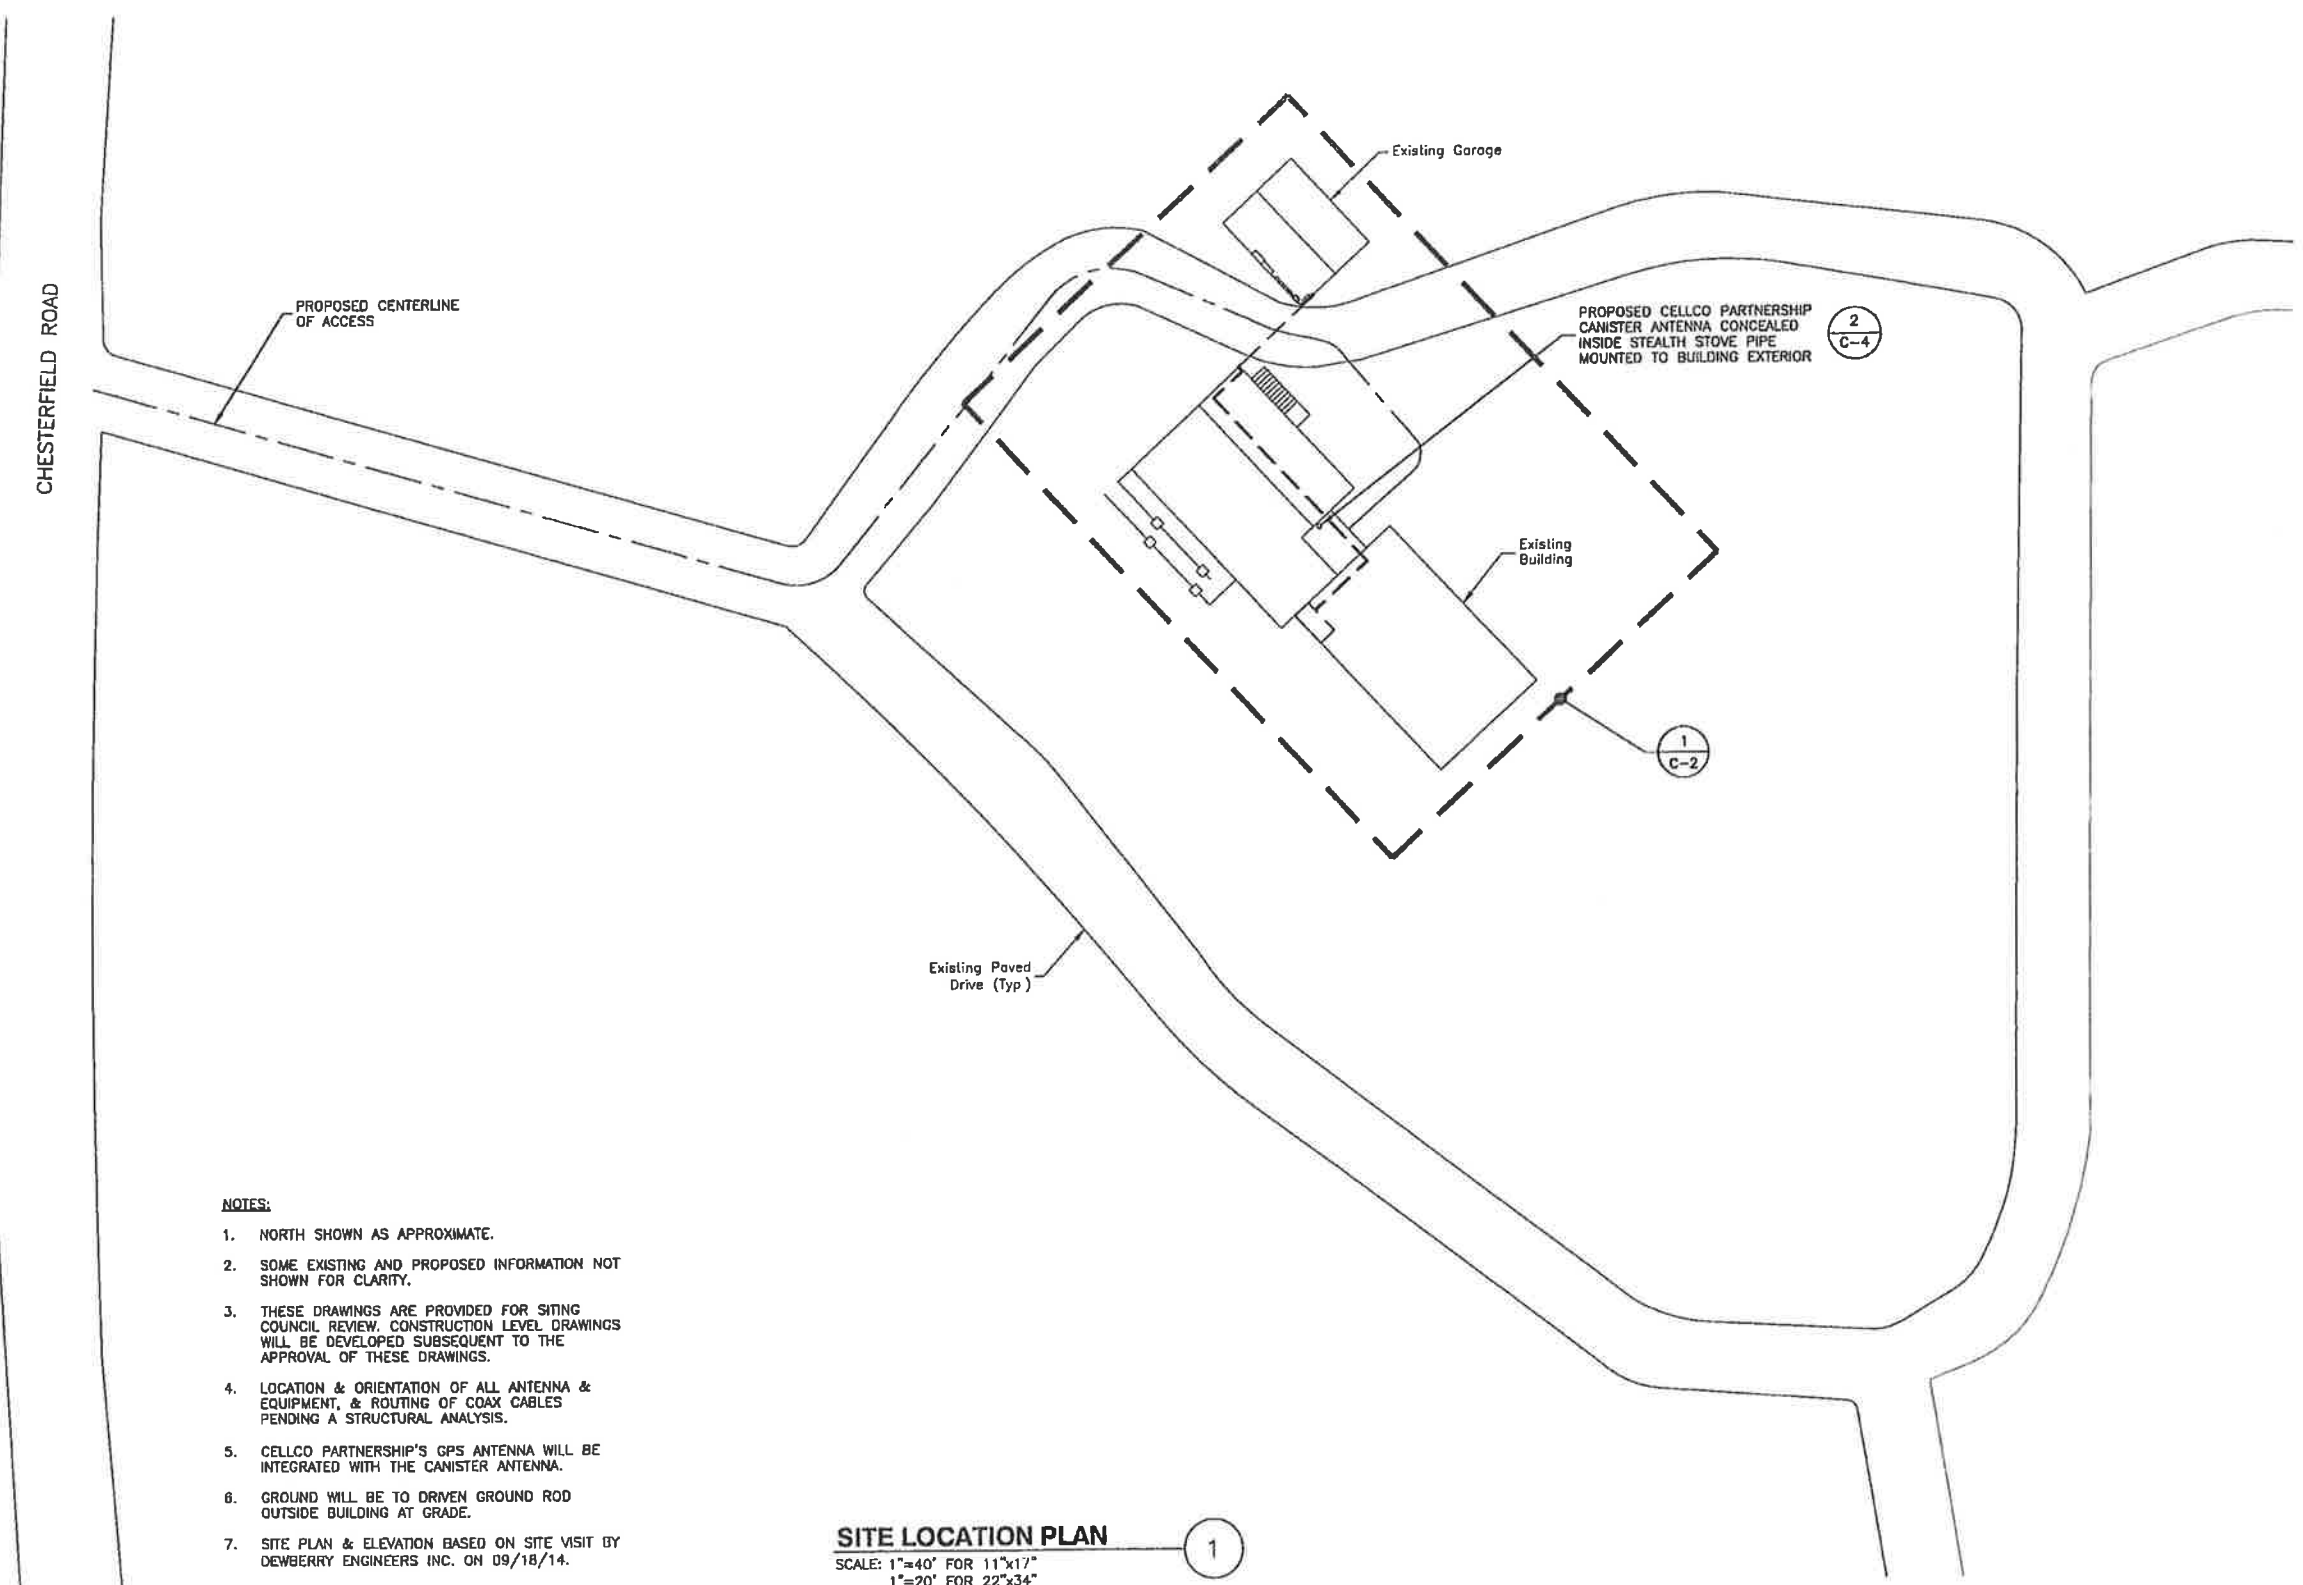 Existing Garage
CHESTERFIELD ROAD
PROPOSED CENTERLINE
OF ACCESS
PROPOSED CELLCO PARTNERSHIP
CANISTER ANTENNA CONCEALED
INSIDE STEALTH STOVE PIPE
MOUNTED TO BUILDING EXTERIOR
2
C-4
Existing
Building
1
C-2
Existing Paved
Drive (Typ )
NOTES:
1. NORTH SHOWN AS APPROXIMATE.
2. SOME EXISTING AND PROPOSED INFORMATION NOT
SHOWN FOR CLARITY.
3. THESE DRAWINGS ARE PROVIDED FOR SITING
COUNCIL REVIEW. CONSTRUCTION LEVEL DRAWINGS
WILL BE DEVELOPED SUBSEQUENT TO THE
APPROVAL OF THESE DRAWINGS.
4. LOCATION & ORIENTATION OF ALL ANTENNA &
EQUIPMENT, & ROUTING OF COAX CABLES
PENDING A STRUCTURAL ANALYSIS.
5. CELLCO PARTNERSHIP'S GPS ANTENNA WILL BE
INTEGRATED WITH THE CANISTER ANTENNA.
6. GROUND WILL BE TO DRIVEN GROUND ROD
OUTSIDE BUILDING AT GRADE.
7. SITE PLAN & ELEVATION BASED ON SITE VISIT BY
DEWBERRY ENGINEERS INC. ON 09/18/14.
SITE LOCATION PLAN
1
SCALE: 1"=40' FOR 11"x17"
1"=20' FOR 22"x34"